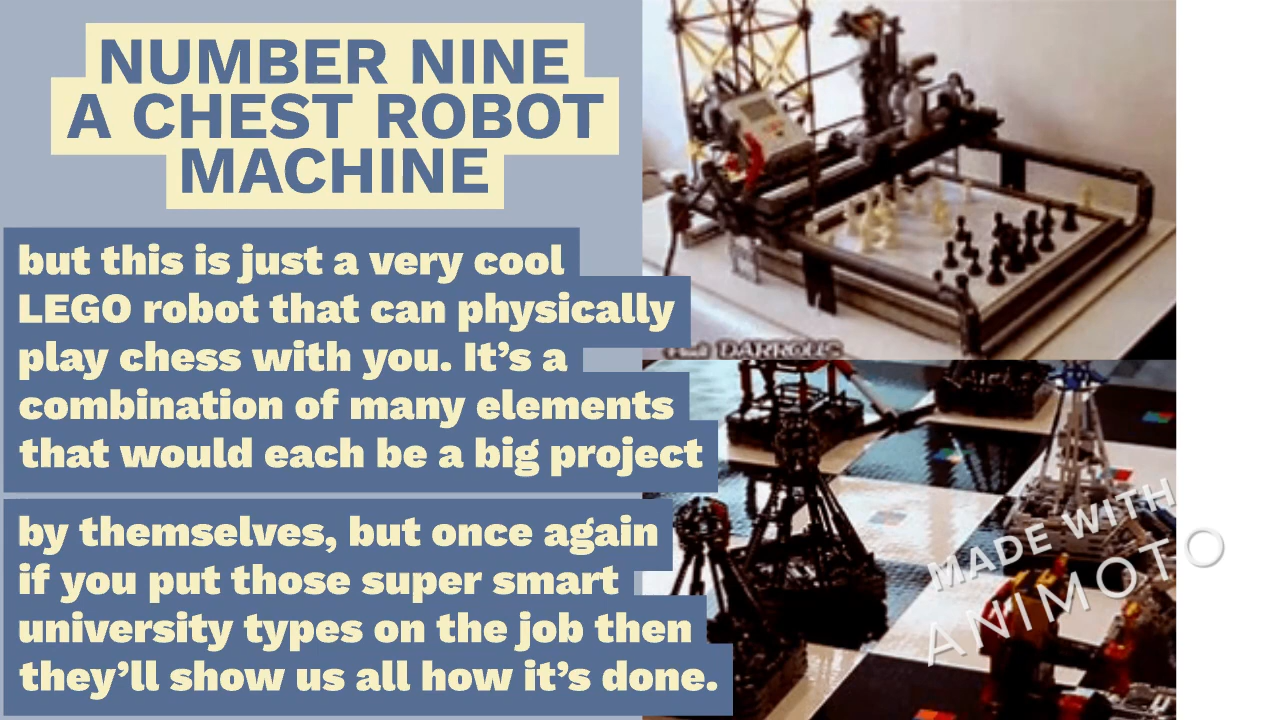 NUMBER NINE
A CHEST ROBOT
MACHINE
but this is just a very cool
LEGO robot that can physically
play chess with you. It’s a
combination of many elements
that would each be a big project
by themselves, but once again
if you put those super smart
university types on the job then
they’ll show us all how it’s done.
DARROUS
MADE WITH
ANIMOTO